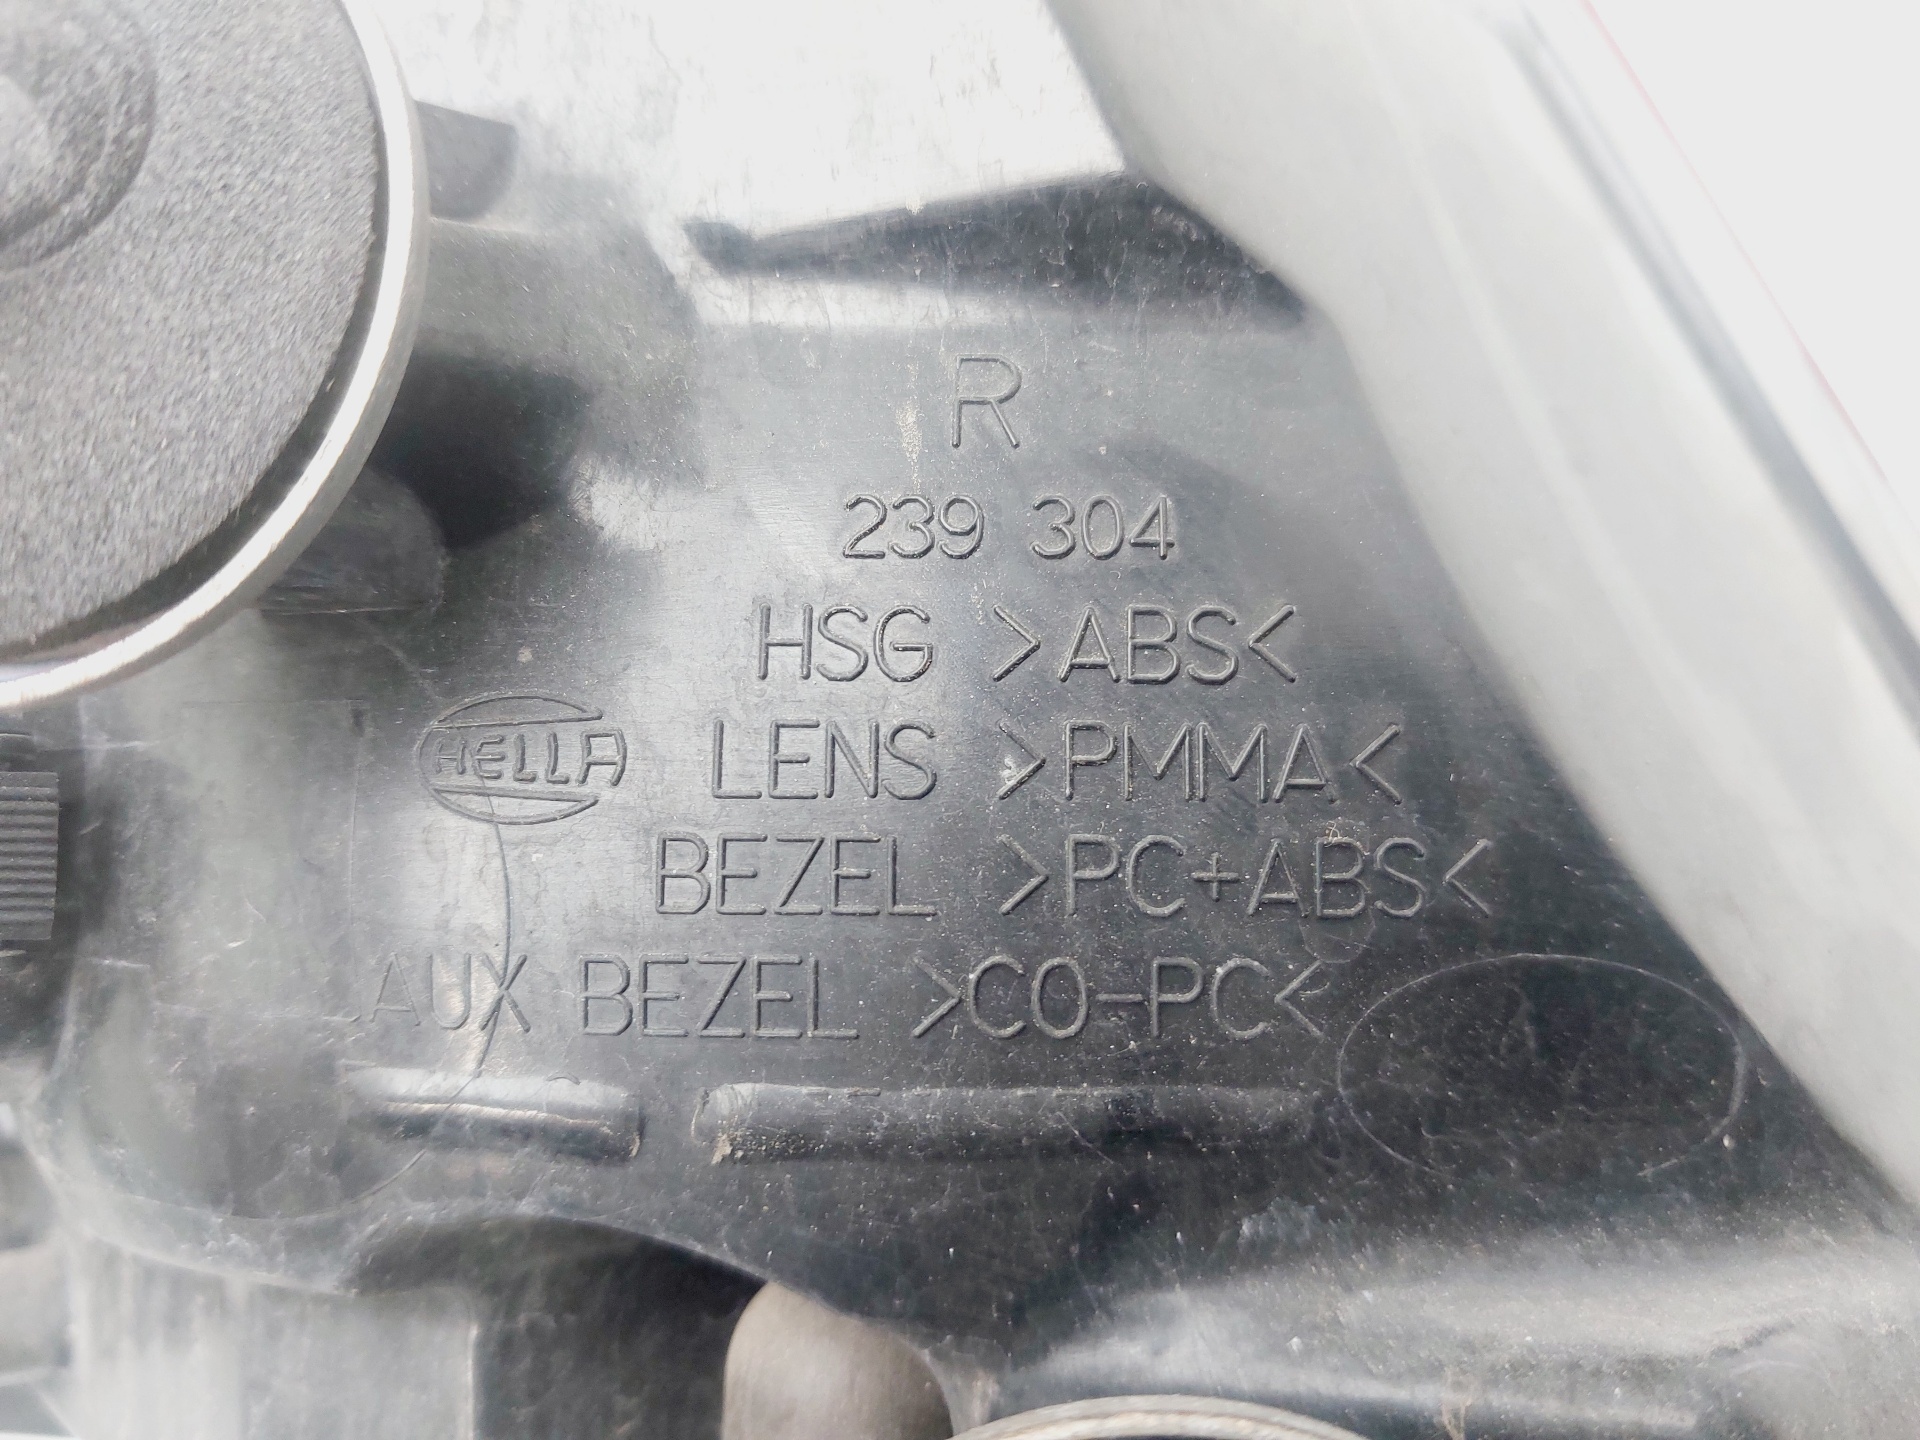 R
239 304
HSG >ABS<
HELLA
LENS >PMMA<
BEZEL >PC+ABS<
AUX BEZEL >CO-PC<